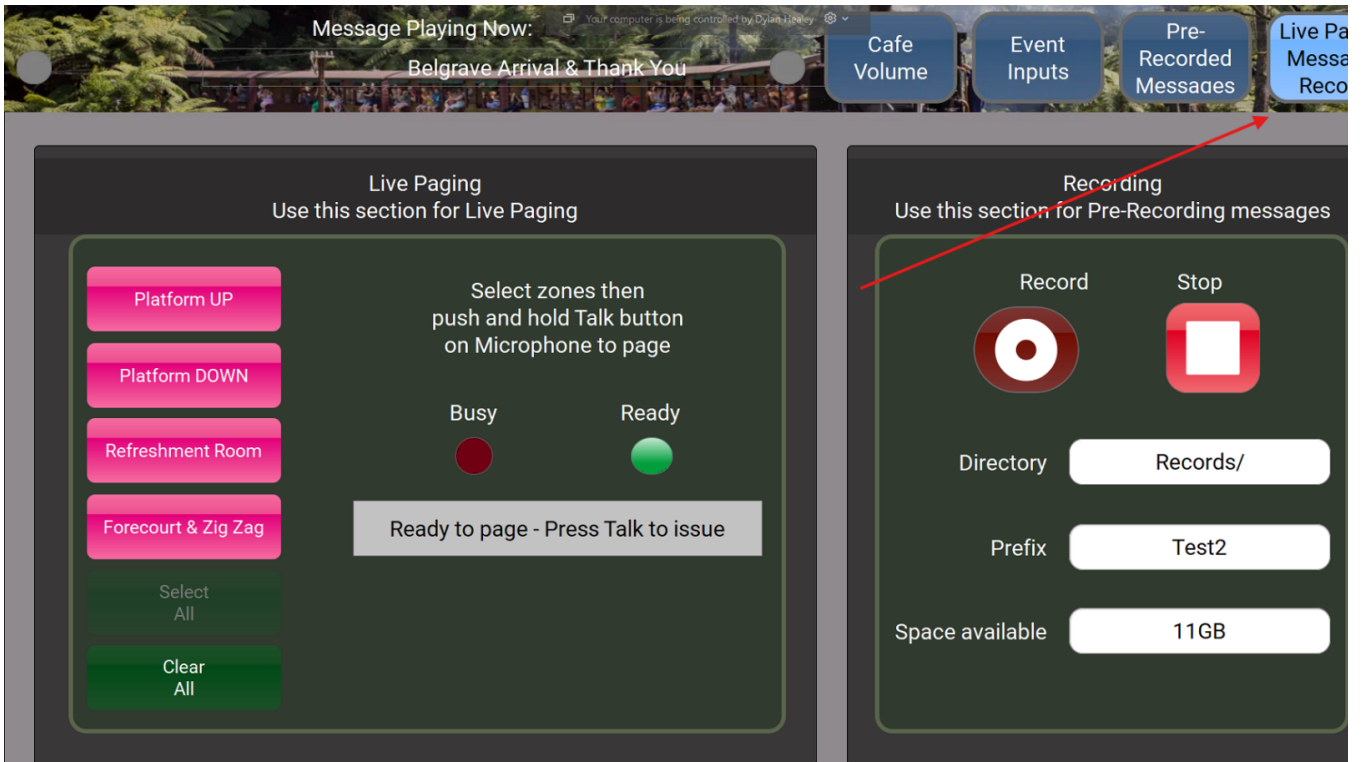 Your computer is being controlled by Dylan Healey
Message Playing Now:
Belgrave Arrival & Thank You
Cafe
Volume
Event
Inputs
Pre-
Recorded
Messages
Live Pa
Messa
Reco
Live Paging
Use this section for Live Paging
Platform UP
Platform DOWN
Refreshment Room
Forecourt & Zig Zag
Select
All
Clear
All
Select zones then
push and hold Talk button
on Microphone to page
Busy
Ready
Ready to page - Press Talk to issue
Recording
Use this section for Pre-Recording messages
Record
Stop
Directory
Records/
Prefix
Test2
Space available
11GB